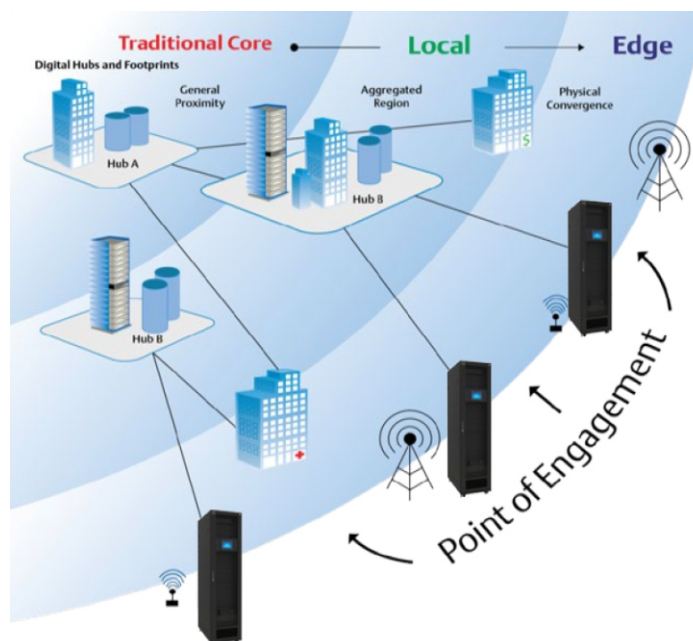 Traditional Core
Local
Edge
Digital Hubs and Footprints
General
Proximity
Aggregated
Region
Physical
Convergence
Hub A
$
Hub B
Hub B
Point of Engagement